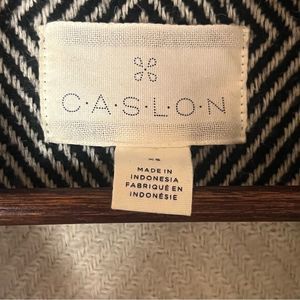 C·A·S·L·O·N
MADE IN
INDONESIA
FABRIQUÉ EN
INDONÉSIE